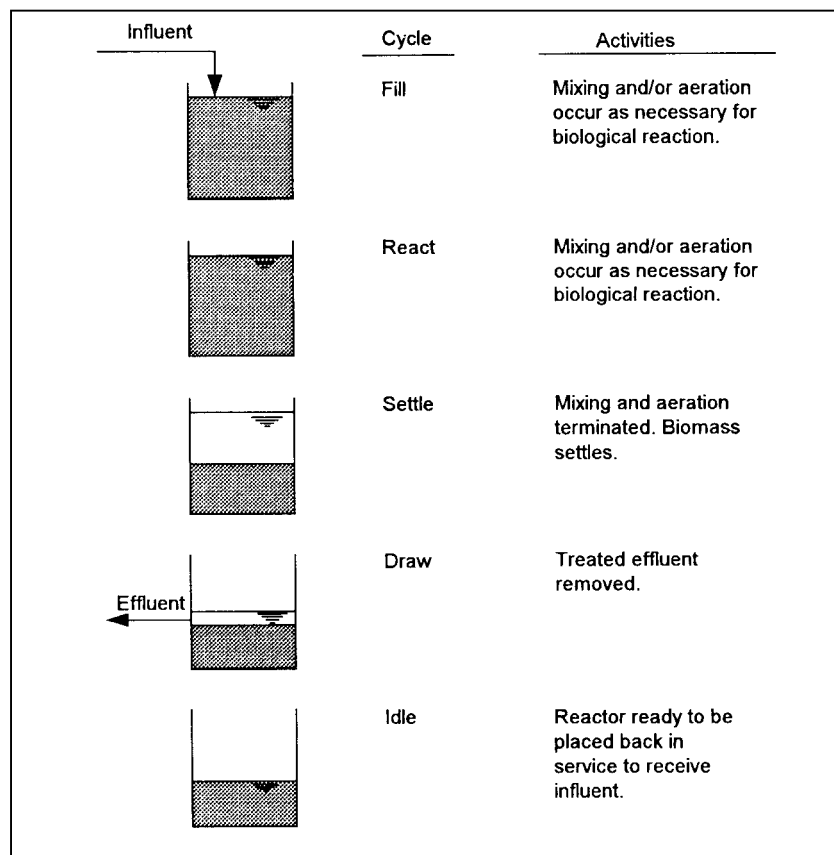 Influent
Cycle
Activities
Fill
Mixing and/or aeration
occur as necessary for
biological reaction.
React
Mixing and/or aeration
occur as necessary for
biological reaction.
Settle
Mixing and aeration
terminated. Biomass
settles.
Effluent
Draw
Treated effluent
removed.
Idle
Reactor ready to be
placed back in
service to receive
influent.